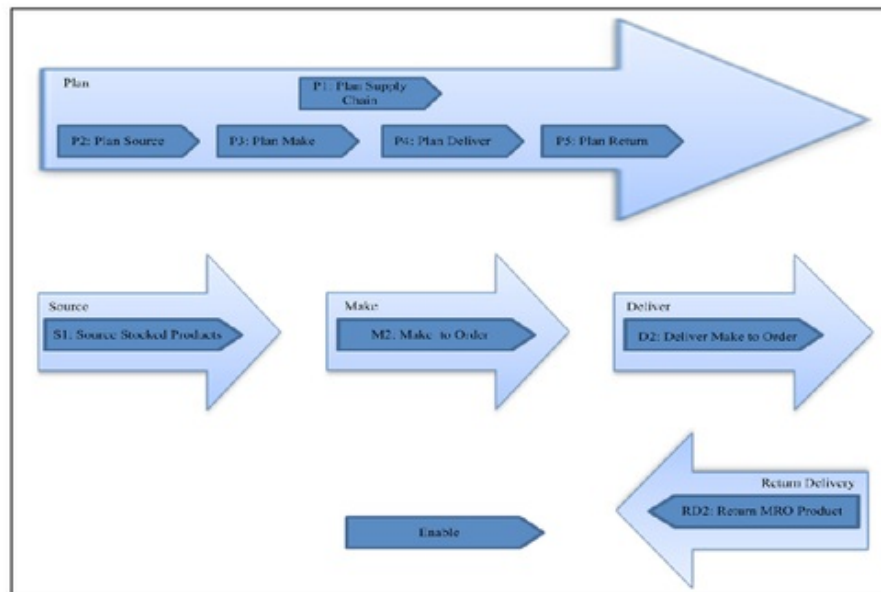 Plan
P1: Plan Supply
Chain
P2: Plan Source
P3: Plan Make
P4: Plan Deliver
P5: Plan Return
Source
S1: Source Stocked Products
Make
M2: Make to Order
Deliver
D2: Deliver Make to Order
Return Delivery
RD2: Return MRO Product
Enable